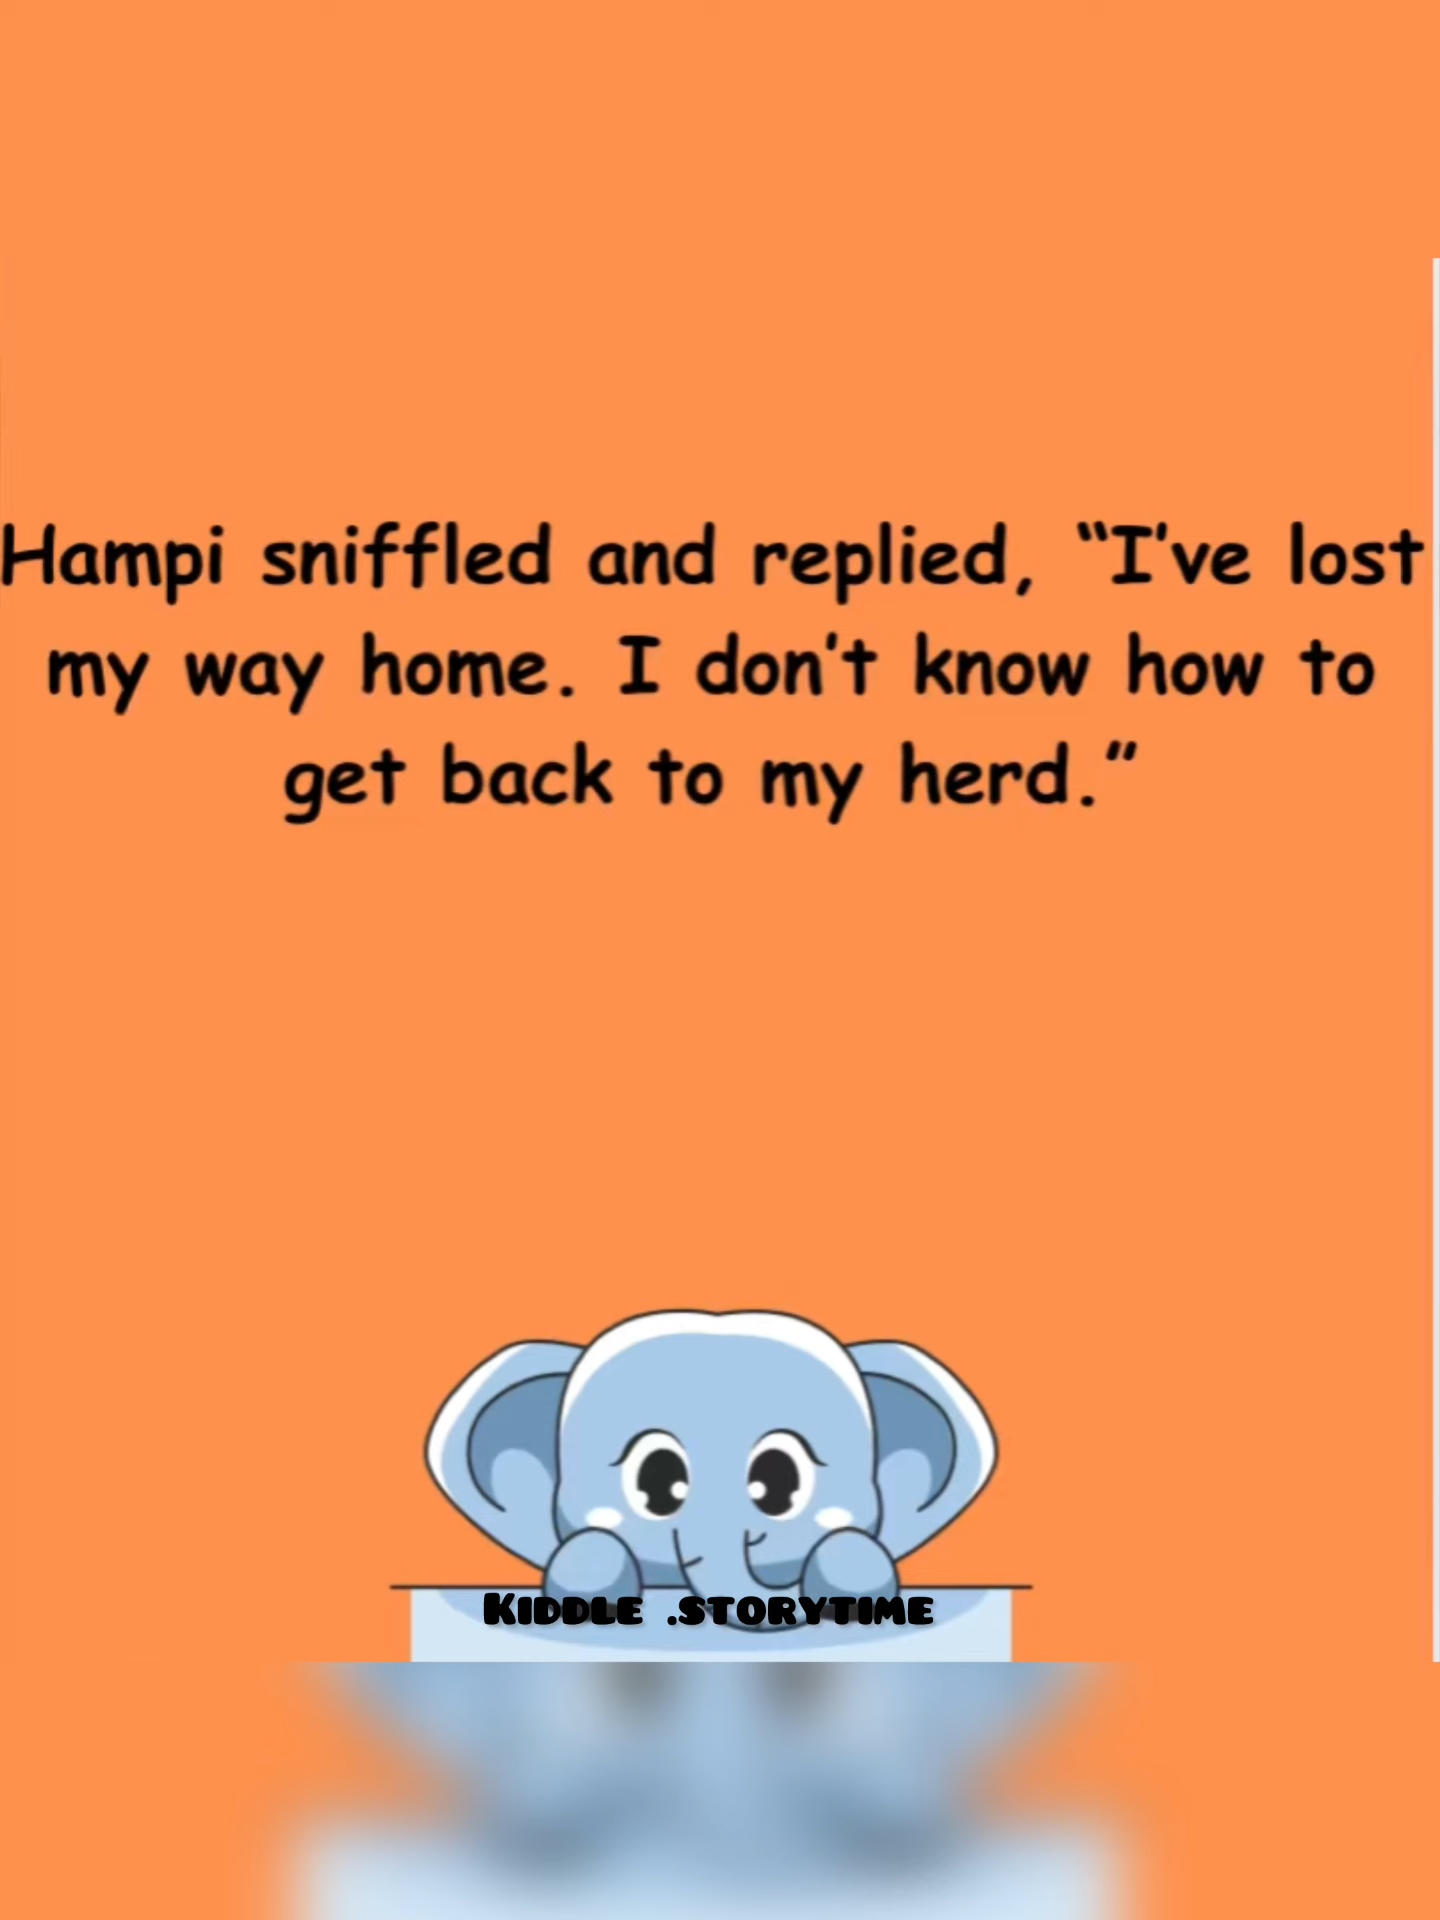 Hampi sniffled and replied, “I’ve lost
my way home. I don’t know how to
get back to my herd.”
Kiddle .storytime